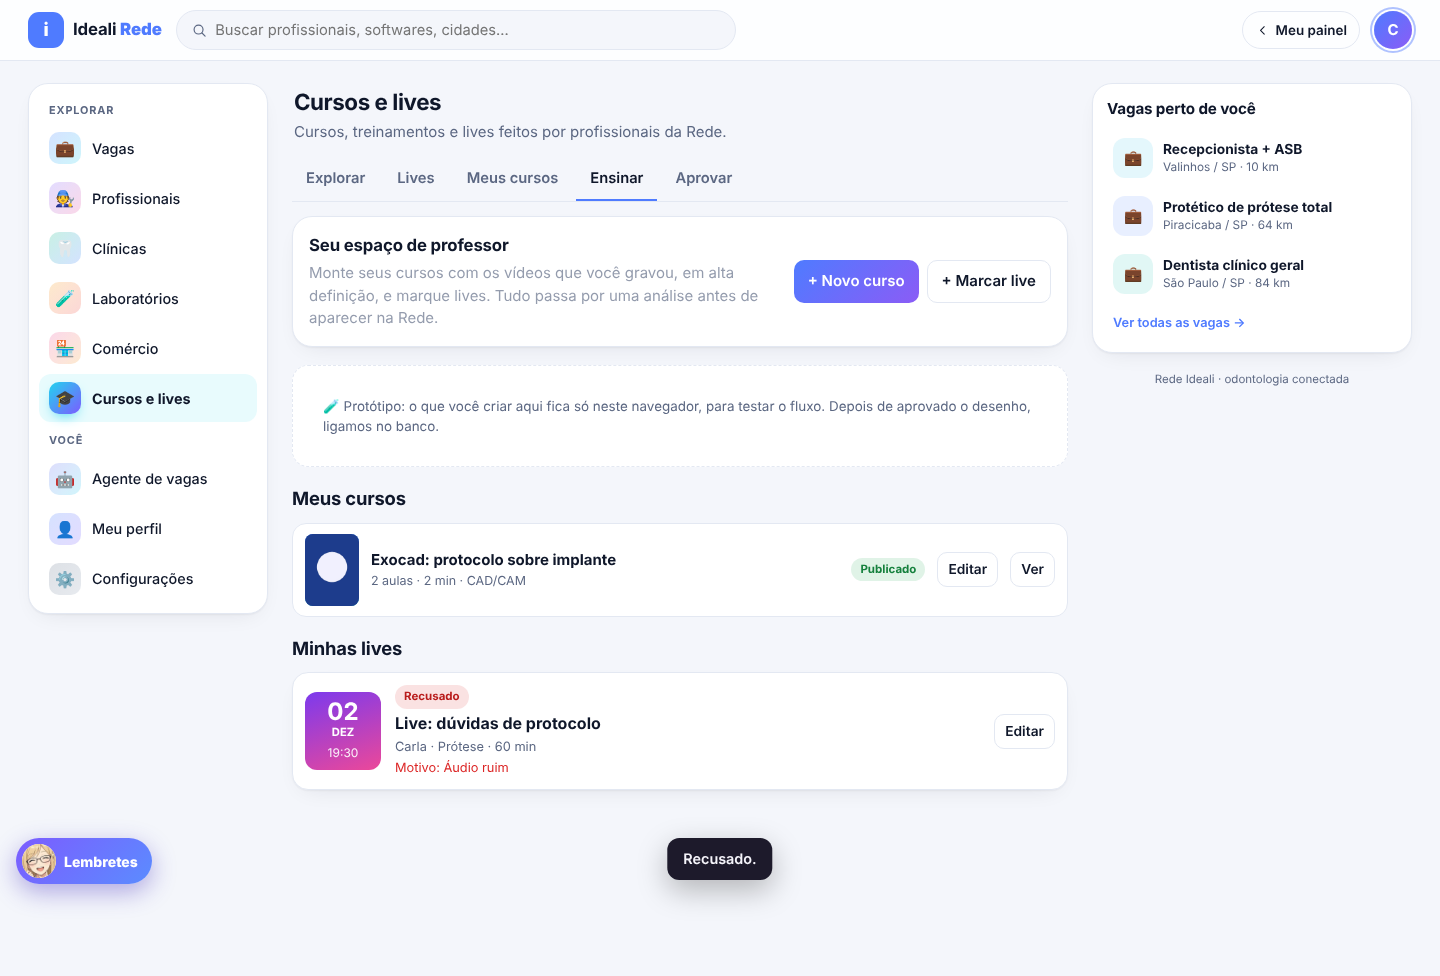 i
Ideali Rede
Buscar profissionais, softwares, cidades...
Meu painel
C
EXPLORAR
Vagas
Profissionais
Clínicas
Laboratórios
Comércio
Cursos e lives
VOCÊ
Agente de vagas
Meu perfil
Configurações
Cursos e lives
Cursos, treinamentos e lives feitos por profissionais da Rede.
Explorar
Lives
Meus cursos
Ensinar
Aprovar
Seu espaço de professor
Monte seus cursos com os vídeos que você gravou, em alta
definição, e marque lives. Tudo passa por uma análise antes de
aparecer na Rede.
+ Novo curso
+ Marcar live
Protótipo: o que você criar aqui fica só neste navegador, para testar o fluxo. Depois de aprovado o desenho,
ligamos no banco.
Meus cursos
Exocad: protocolo sobre implante
2 aulas · 2 min · CAD/CAM
Publicado
Editar
Ver
Minhas lives
02
DEZ
19:30
Recusado
Live: dúvidas de protocolo
Carla · Prótese · 60 min
Motivo: Áudio ruim
Editar
Vagas perto de você
Recepcionista + ASB
Valinhos / SP · 10 km
Protético de prótese total
Piracicaba / SP · 64 km
Dentista clínico geral
São Paulo / SP · 84 km
Ver todas as vagas →
Rede Ideali · odontologia conectada
Lembretes
Recusado.